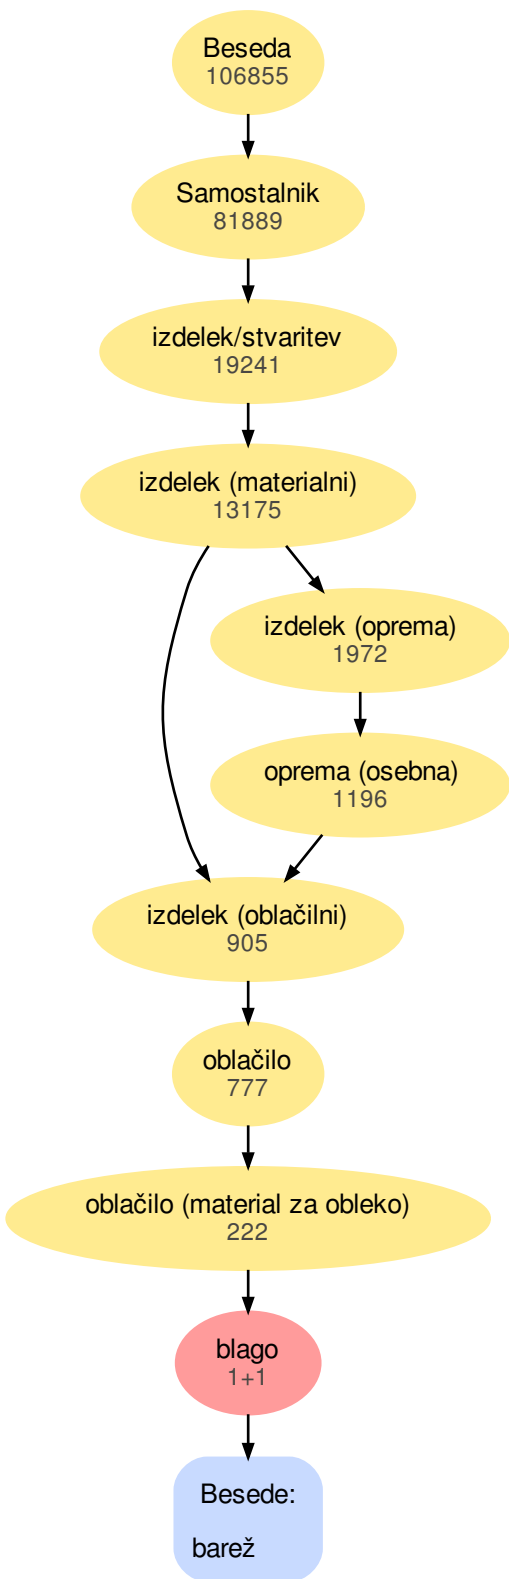 Beseda
106855
Samostalnik
81889
izdelek/stvaritev
19241
izdelek (materialni)
13175
izdelek (oprema)
1972
oprema (osebna)
1196
izdelek (oblačilni)
905
oblačilo
777
oblačilo (material za obleko)
222
blago
1+1
Besede:
barež